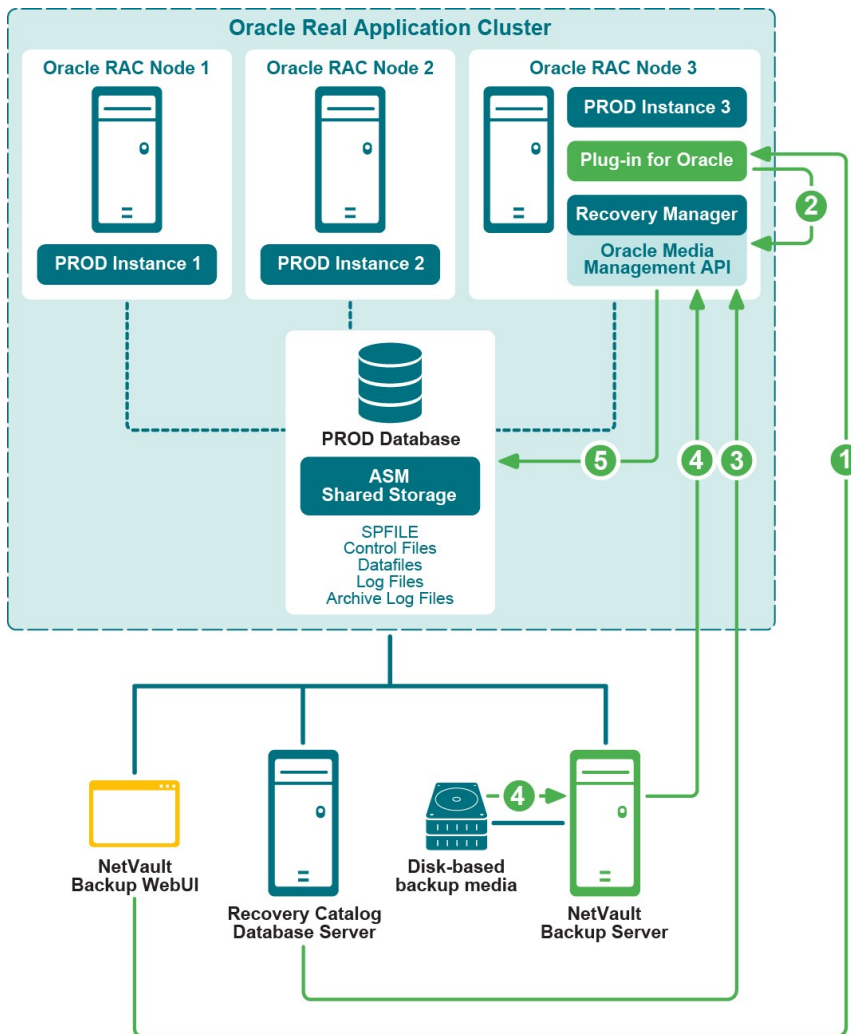 Oracle Real Application Cluster
Oracle RAC Node 1
PROD Instance 1
Oracle RAC Node 2
PROD Instance 2
Oracle RAC Node 3
PROD Instance 3
Plug-in for Oracle
2
Recovery Manager
Oracle Media
Management API
PROD Database
ASM
Shared Storage
SPFILE
Control Files
Datafiles
Log Files
Archive Log Files
5
4
3
1
NetVault
Backup WebUI
Recovery Catalog
Database Server
4
Disk-based
backup media
NetVault
Backup Server